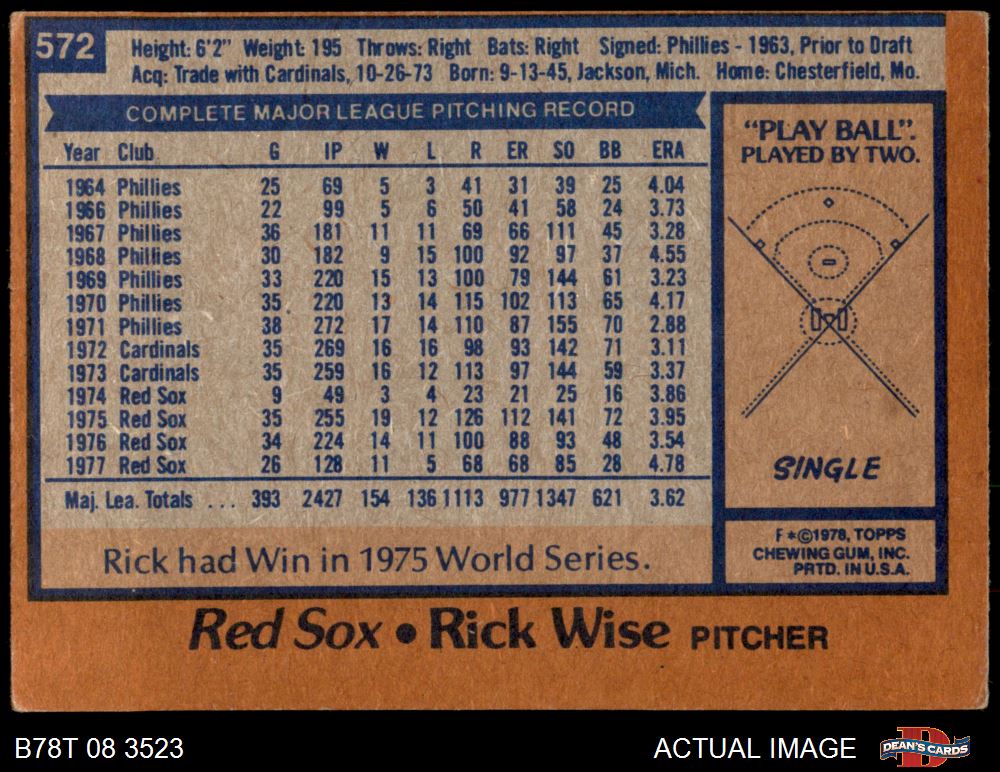 572
Height: 6'2" Weight: 195 Throws: Right Bats: Right Signed: Phillies - 1963, Prior to Draft
Acq: Trade with Cardinals, 10-26-73 Born: 9-13-45, Jackson, Mich. Home: Chesterfield, Mo.
COMPLETE MAJOR LEAGUE PITCHING RECORD
Year Club G IP W L R ER SO BB ERA
1964 Phillies 25 69 5 3 41 31 39 25 4.04
1966 Phillies 22 99 5 6 50 41 58 24 3.73
1967 Phillies 36 181 11 11 69 66 111 45 3.28
1968 Phillies 30 182 9 15 100 92 97 37 4.55
1969 Phillies 33 220 15 13 100 79 144 61 3.23
1970 Phillies 35 220 13 14 115 102 113 65 4.17
1971 Phillies 38 272 17 14 110 87 155 70 2.88
1972 Cardinals 35 269 16 16 98 93 142 71 3.11
1973 Cardinals 35 259 16 12 113 97 144 59 3.37
1974 Red Sox 9 49 3 4 23 21 25 16 3.86
1975 Red Sox 35 255 19 12 126 112 141 72 3.95
1976 Red Sox 34 224 14 11 100 88 93 48 3.54
1977 Red Sox 26 128 11 5 68 68 85 28 4.78
Maj. Lea. Totals ... 393 2427 154 136 1113 977 1347 621 3.62
Rick had Win in 1975 World Series.
"PLAY BALL".
PLAYED BY TWO.
SINGLE
F*©1978, TOPPS
CHEWING GUM, INC.
PRTD. IN U.S.A.
Red Sox • Rick Wise PITCHER
B78T 08 3523
ACTUAL IMAGE
DEAN'S CARDS